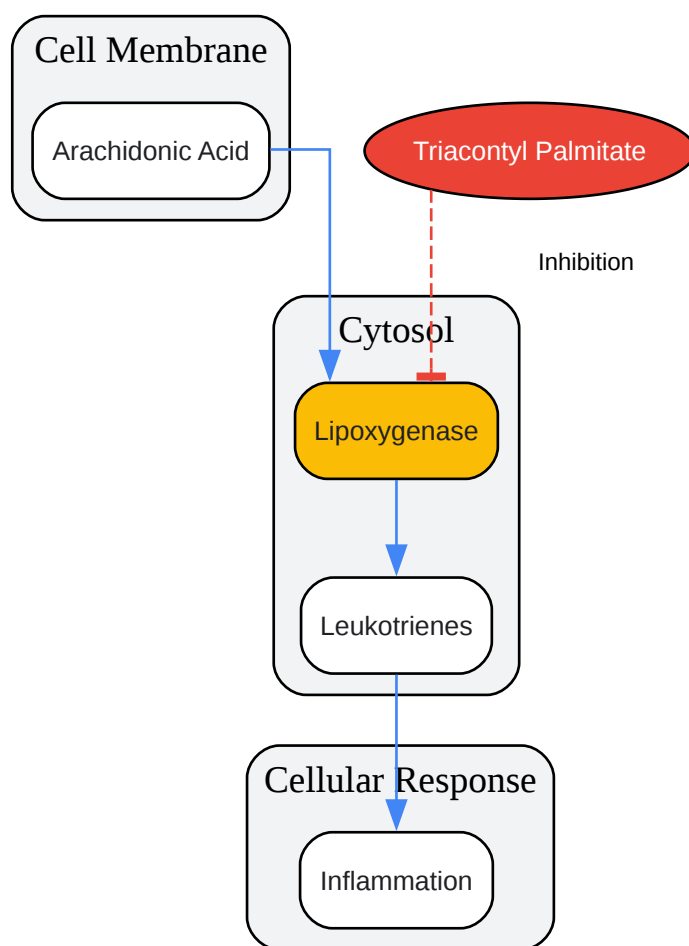 Cell Membrane
Arachidonic Acid
Triacontyl Palmitate
Inhibition
Cytosol
Lipoxygenase
Leukotrienes
Cellular Response
Inflammation